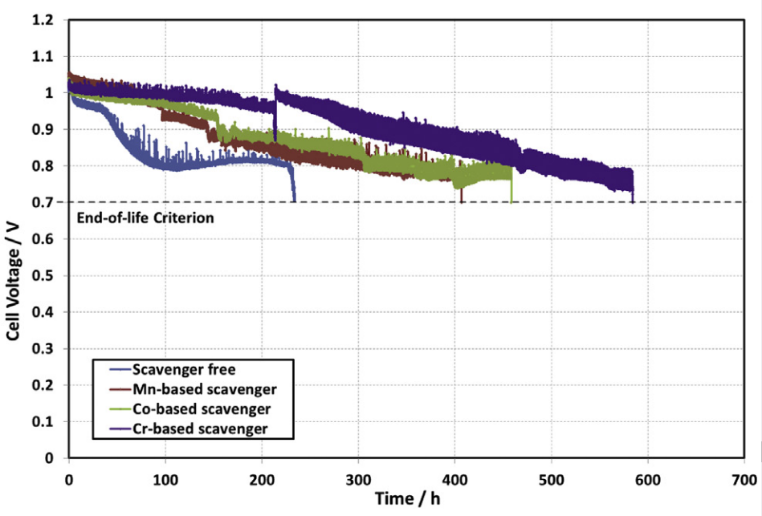 1.2
1.1
1
0.9
0.8
0.7
End-of-life Criterion
0.6
0.5
0.4
0.3
0.2
0.1
0
Cell Voltage / V
Scavenger free
Mn-based scavenger
Co-based scavenger
Cr-based scavenger
0 100 200 300 400 500 600 700
Time / h